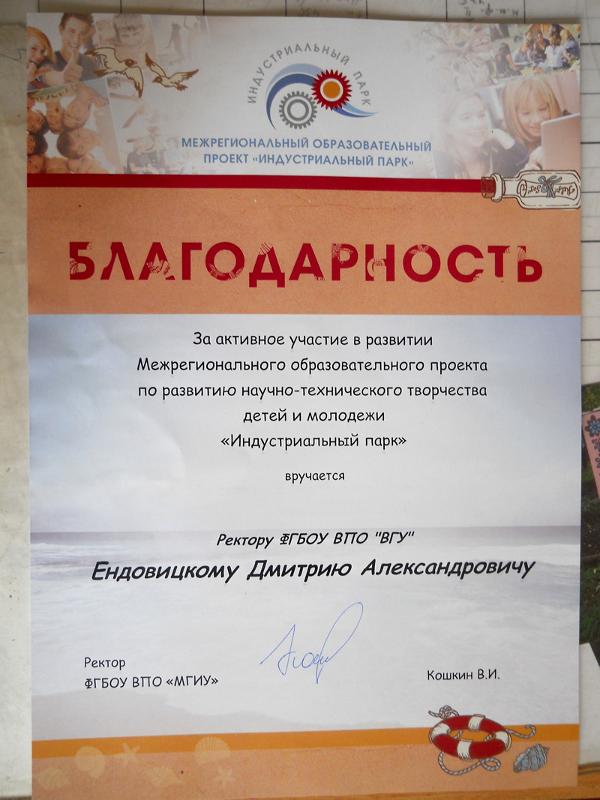 ИНДУСТРИАЛЬНЫЙ ПАРК
МЕЖРЕГИОНАЛЬНЫЙ ОБРАЗОВАТЕЛЬНЫЙ
ПРОЕКТ «ИНДУСТРИАЛЬНЫЙ ПАРК»
БЛАГОДАРНОСТЬ
За активное участие в развитии
Межрегионального образовательного проекта
по развитию научно-технического творчества
детей и молодежи
«Индустриальный парк»
вручается
Ректору ФГБОУ ВПО "ВГУ"
Ендовицкому Дмитрию Александровичу
Ректор
ФГБОУ ВПО «МГИУ»
Кошкин В.И.